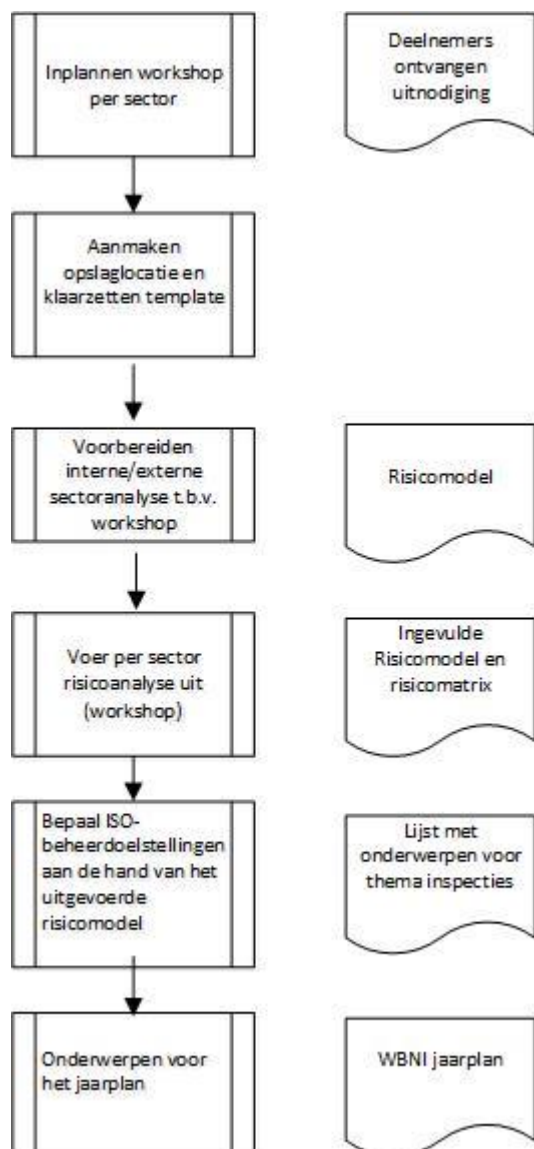 Inplannen workshop
per sector
Deelnemers
ontvangen
uitnodiging
Aanmaken
opslaglocatie en
klaarzetten template
Voorbereiden
interne/externe
sectoranalyse t.b.v.
workshop
Risicomodel
Voer per sector
risicoanalyse uit
(workshop)
Ingevulde
Risicomodel en
risicomatrix
Bepaal ISO-
beheerdoelstellingen
aan de hand van het
uitgevoerde
risicomodel
Lijst met
onderwerpen voor
thema inspecties
Onderwerpen voor
het jaarplan
WBNI jaarplan